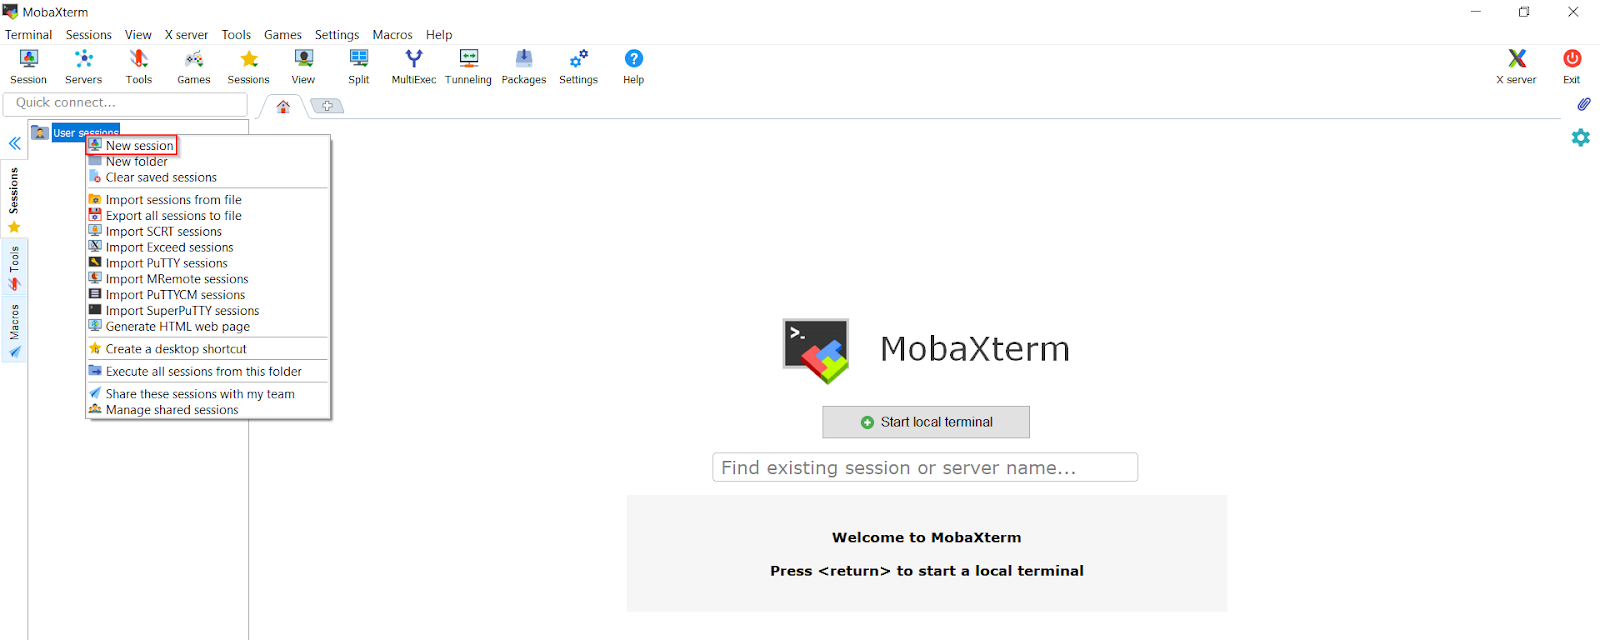 MobaXterm
Terminal Sessions View X server Tools Games Settings Macros Help
Session Servers Tools Games Sessions View Split MultiExec Tunneling Packages Settings Help X server Exit
Quick connect...
User sessions
New session
New folder
Clear saved sessions
Import sessions from file
Export all sessions to file
Import SCRT sessions
Import Exceed sessions
Import PuTTY sessions
Import MRemote sessions
Import PuTTYCM sessions
Import SuperPuTTY sessions
Generate HTML web page
Create a desktop shortcut
Execute all sessions from this folder
Share these sessions with my team
Manage shared sessions
Sessions
Tools
Macros
>_
MobaXterm
Start local terminal
Find existing session or server name...
Welcome to MobaXterm
Press <return> to start a local terminal